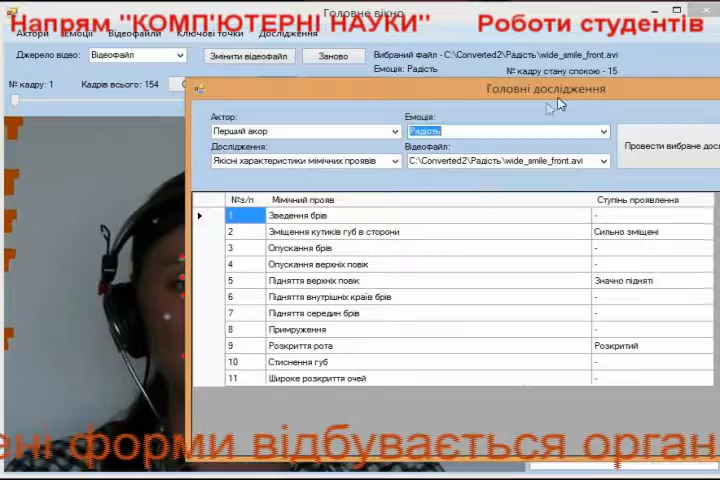 Головне вікно
Напрям "КОМП'ЮТЕРНІ НАУКИ" Роботи студентів
Актори Емоції Відеофайли Ключові точки Дослідження
Джерело відео: Відеофайл Змінити відеофайл Заново Вибраний файл - C:\Converted2\Радість\wide_smile_front.avi
Емоція: Радість № кадру стану спокою - 15
№ кадру: 1 Кадрів всього: 154
Головні дослідження
Актор: Емоція:
Перший акор Радість
Дослідження: Відеофайл: Провести вибране досл
Якісні характеристики мімічних проявів C:\Converted2\Радість\wide_smile_front.avi
№з/п Мімічний прояв Ступінь проявлення
1 Зведення брів -
2 Зміщення кутиків губ в сторони Сильно зміщені
3 Опускання брів -
4 Опускання верхніх повік -
5 Підняття верхніх повік Значно підняті
6 Підняття внутрішніх країв брів -
7 Підняття середин брів -
8 Примруження -
9 Розкриття рота Розкритий
10 Стиснення губ -
11 Широке розкриття очей -
ані форми відбувається орган